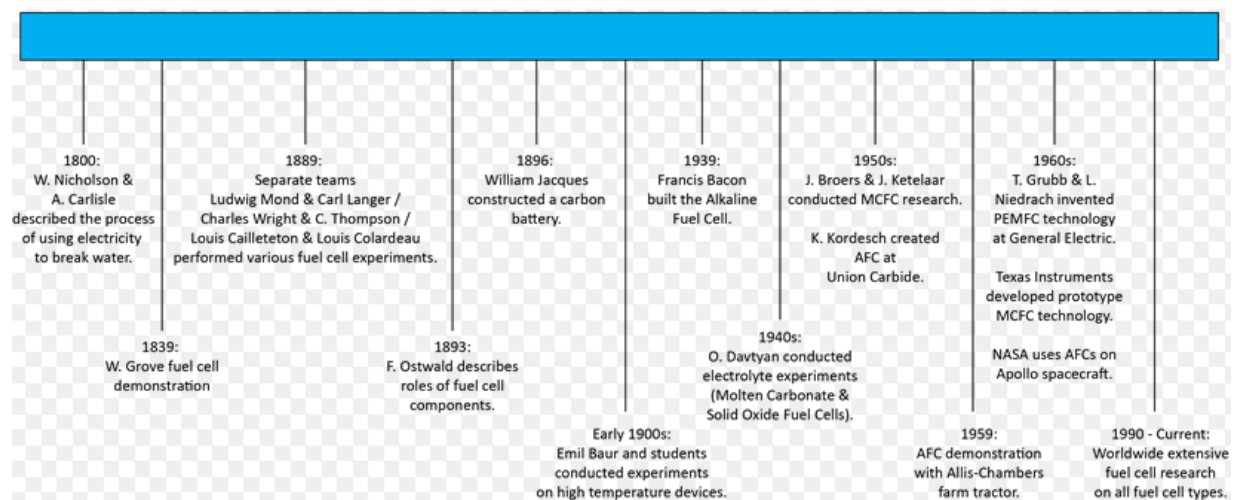 1800:
W. Nicholson &
A. Carlisle
described the process
of using electricity
to break water.
1839:
W. Grove fuel cell
demonstration
1889:
Separate teams
Ludwig Mond & Carl Langer /
Charles Wright & C. Thompson /
Louis Cailleteton & Louis Colardeau
performed various fuel cell experiments.
1893:
F. Ostwald describes
roles of fuel cell
components.
1896:
William Jacques
constructed a carbon
battery.
Early 1900s:
Emil Baur and students
conducted experiments
on high temperature devices.
1939:
Francis Bacon
built the Alkaline
Fuel Cell.
1940s:
O. Davtyan conducted
electrolyte experiments
(Molten Carbonate &
Solid Oxide Fuel Cells).
1950s:
J. Broers & J. Ketelaar
conducted MCFC research.
K. Kordesch created
AFC at
Union Carbide.
1959:
AFC demonstration
with Allis-Chambers
farm tractor.
1960s:
T. Grubb & L.
Niedrach invented
PEMFC technology
at General Electric.
Texas Instruments
developed prototype
MCFC technology.
NASA uses AFCs on
Apollo spacecraft.
1990 - Current:
Worldwide extensive
fuel cell research
on all fuel cell types.